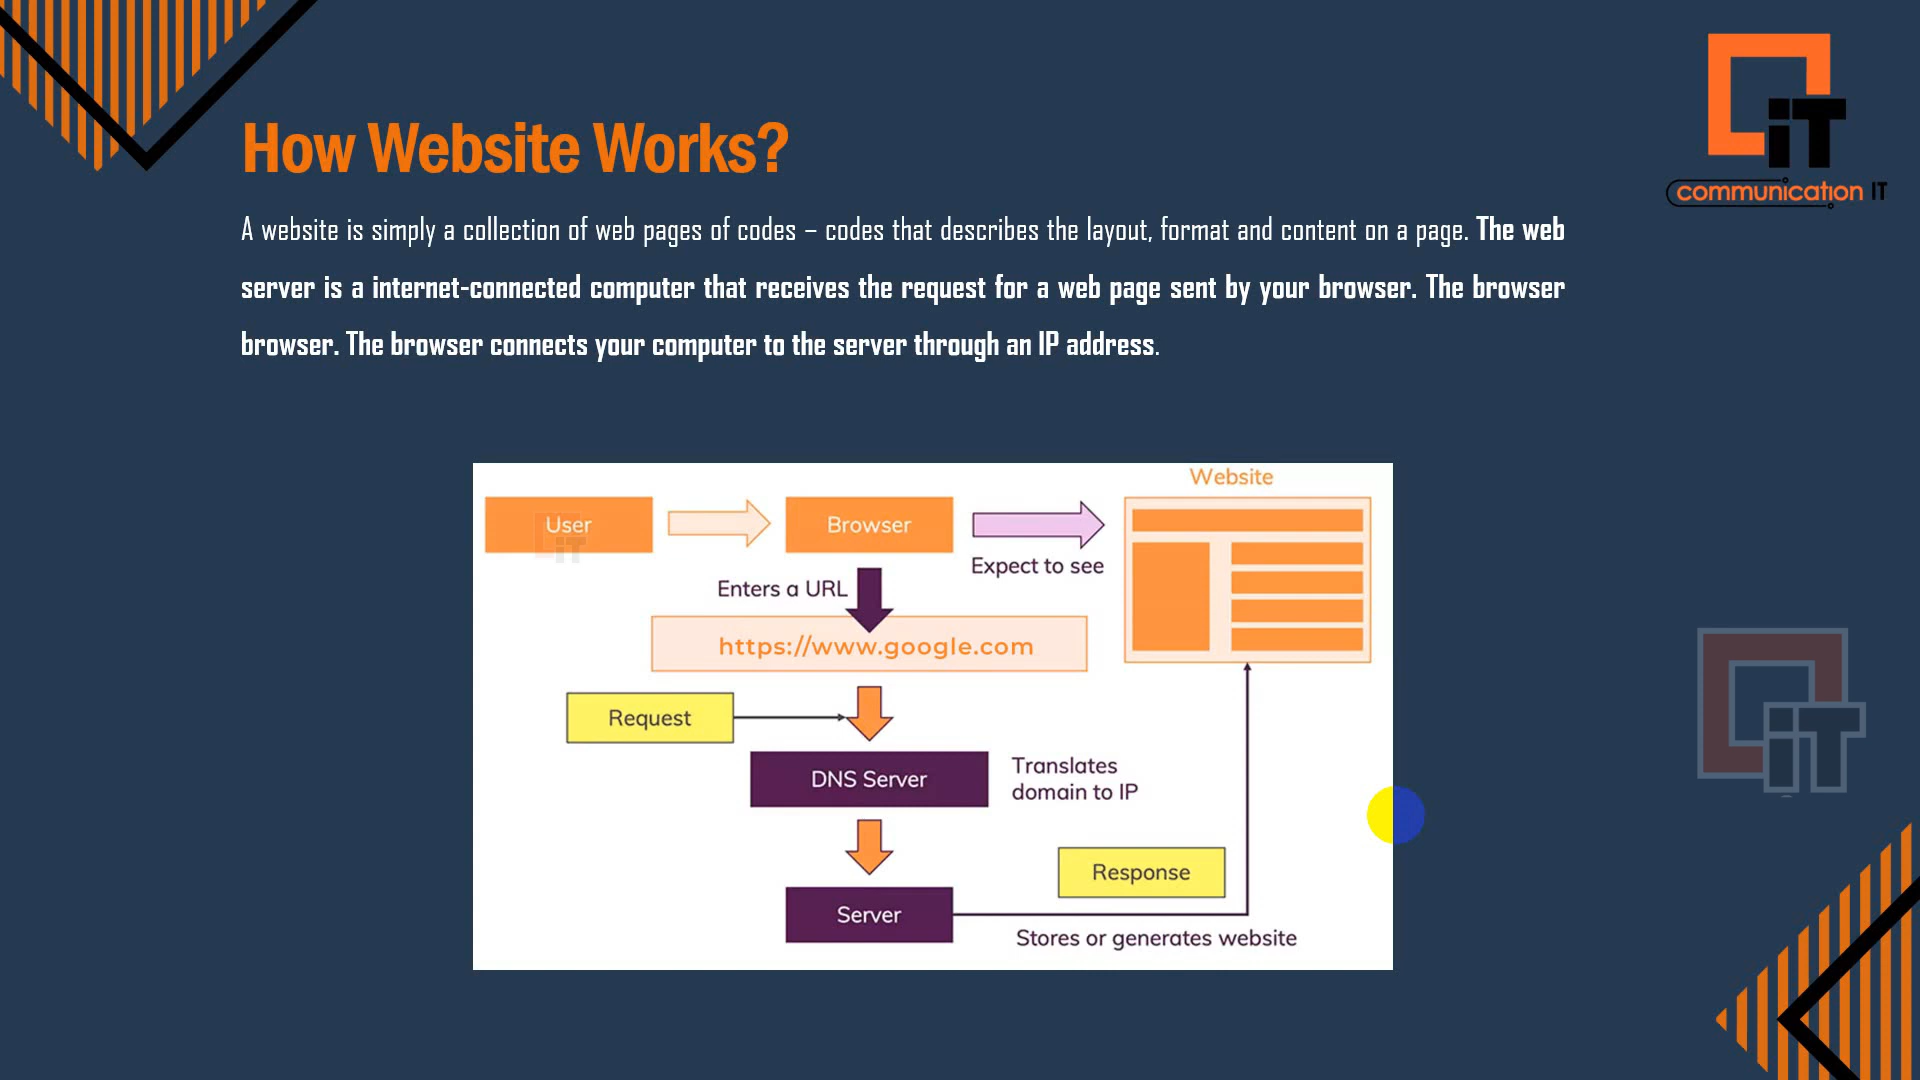 iT
communication IT
How Website Works?
A website is simply a collection of web pages of codes – codes that describes the layout, format and content on a page. The web
server is a internet-connected computer that receives the request for a web page sent by your browser. The browser
browser. The browser connects your computer to the server through an IP address.
Website
User
Browser
iT
Expect to see
Enters a URL
https://www.google.com
Request
iT
DNS Server
Translates
domain to IP
Response
Server
Stores or generates website